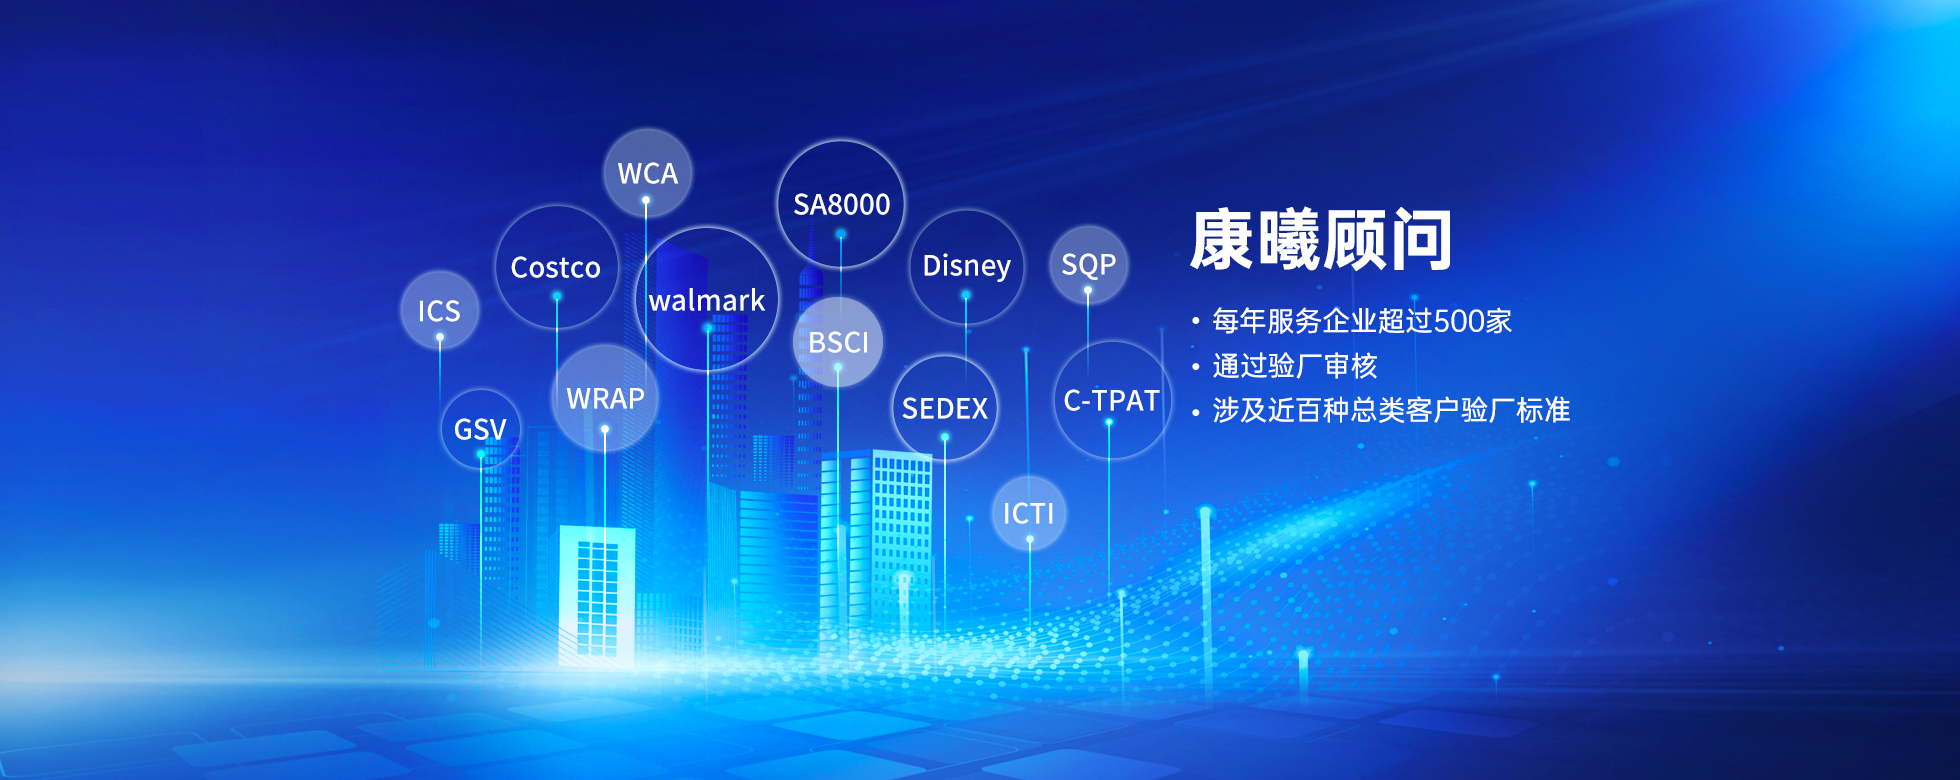 WCA
SA8000
Costco
Disney
SQP
ICS
walmark
BSCI
WRAP
SEDEX
C-TPAT
GSV
ICTI
康曦顾问
• 每年服务企业超过500家
• 通过验厂审核
• 涉及近百种总类客户验厂标准